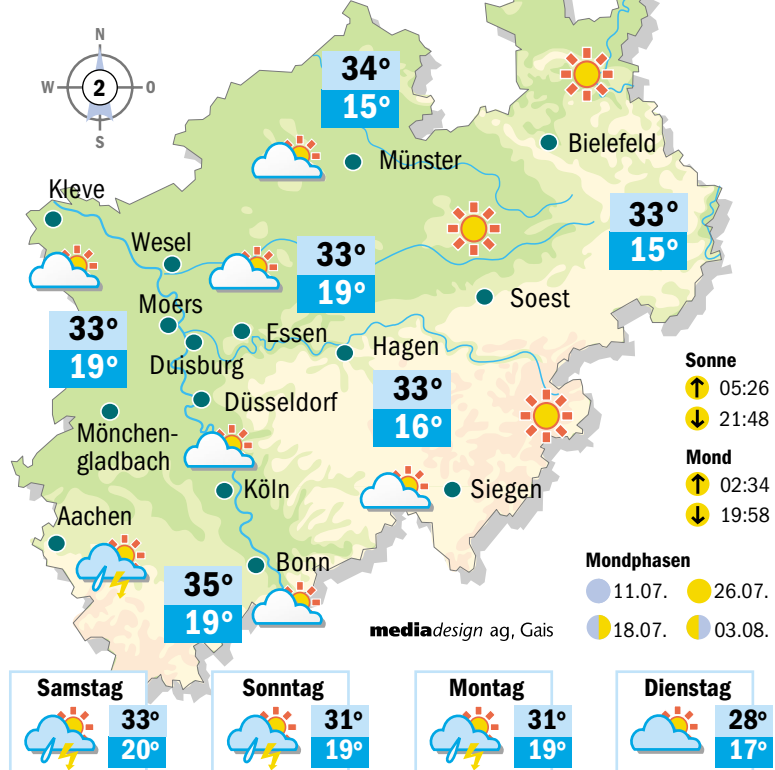 N
W 2 O
S
34°
15°
Bielefeld
Münster
Kleve
33°
15°
Wesel
33°
19°
Soest
Moers
33°
19°
Essen
Hagen
Duisburg
33°
16°
Düsseldorf
Mönchen-
gladbach
Köln
Siegen
Aachen
Bonn
35°
19°
Sonne
↑ 05:26
↓ 21:48
Mond
↑ 02:34
↓ 19:58
Mondphasen
11.07. 26.07.
18.07. 03.08.
mediadesign ag, Gais
Samstag
33°
20°
Sonntag
31°
19°
Montag
31°
19°
Dienstag
28°
17°